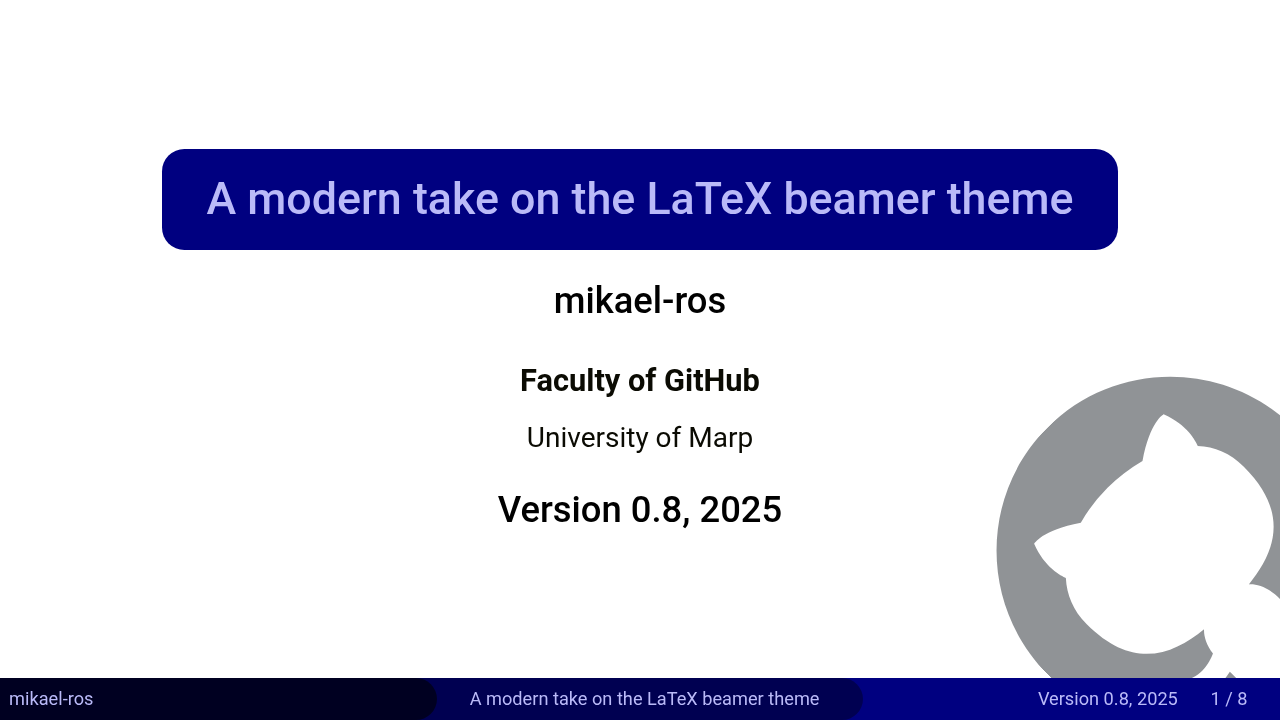 A modern take on the LaTeX beamer theme
mikael-ros
Faculty of GitHub
University of Marp
Version 0.8, 2025
mikael-ros
A modern take on the LaTeX beamer theme
Version 0.8, 2025
1 / 8